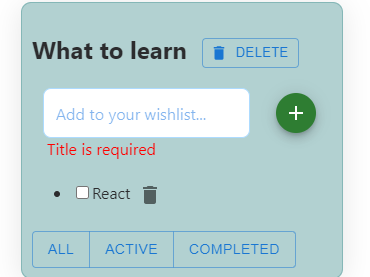 What to learn
DELETE
Add to your wishlist...
Title is required
React
ALL ACTIVE COMPLETED